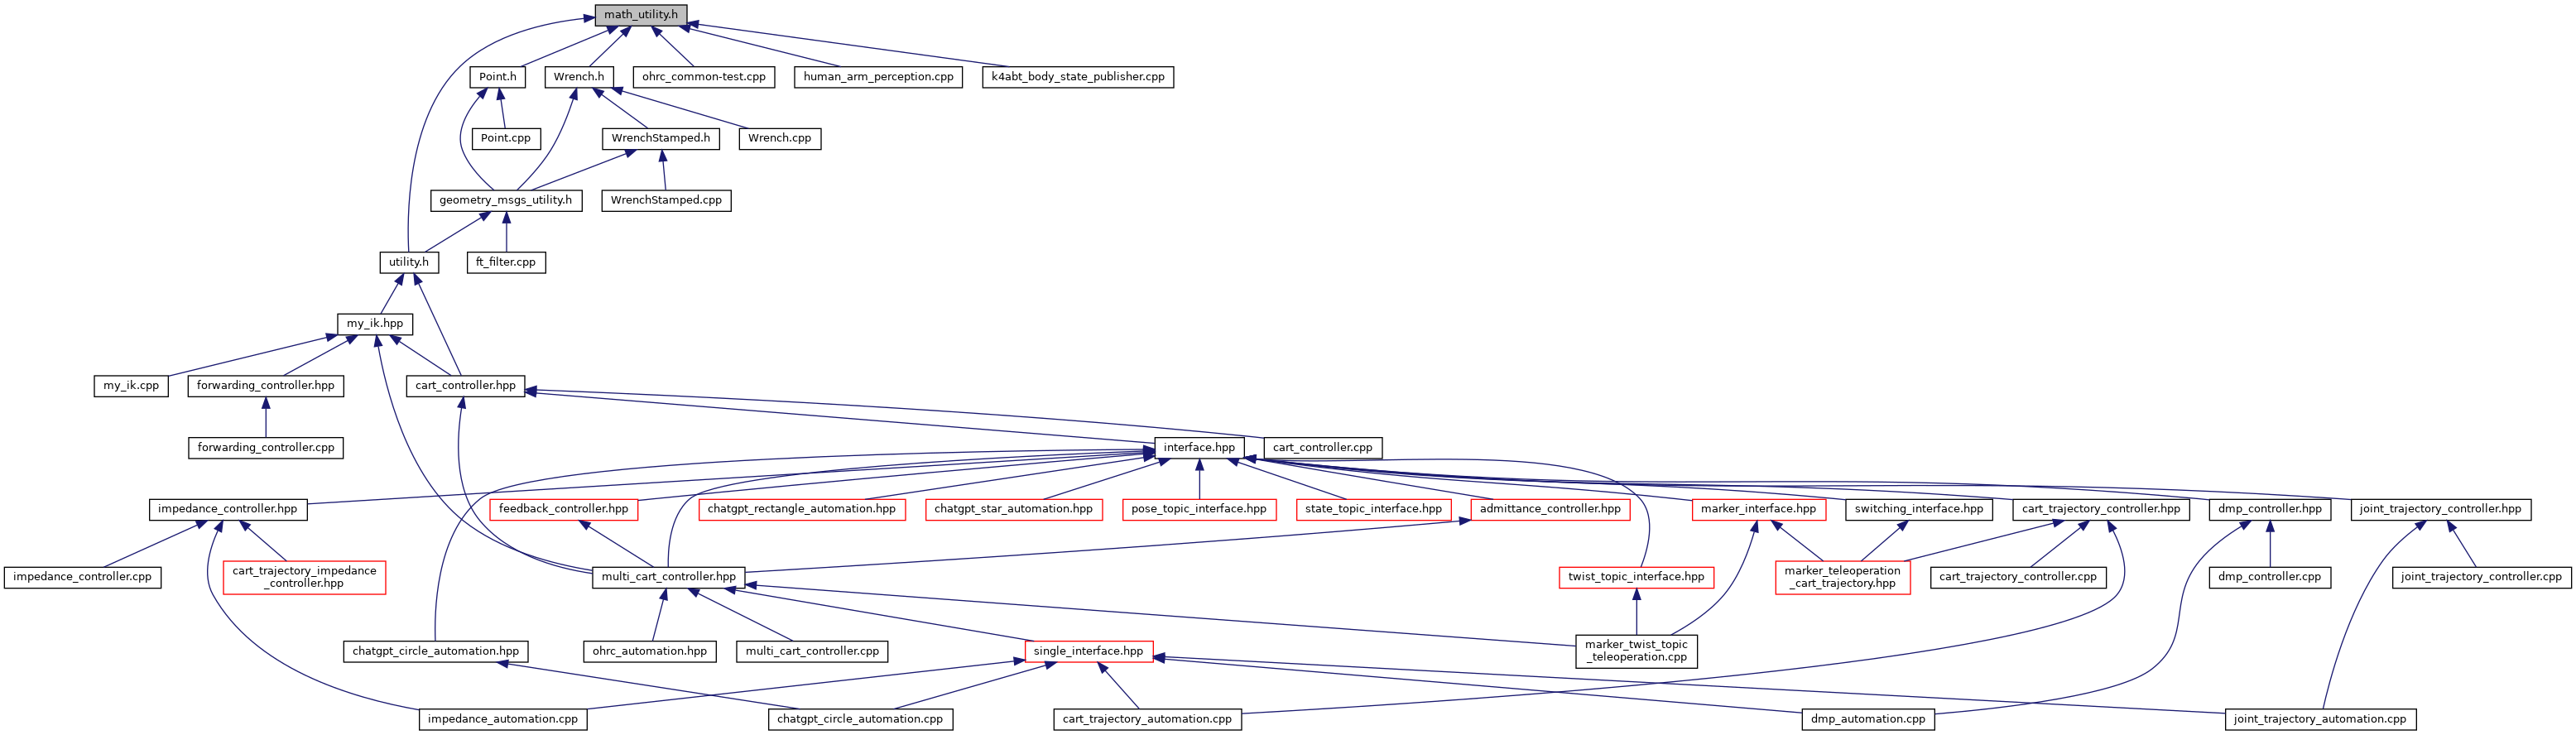 math_utility.h
Point.h
Wrench.h
ohrc_common-test.cpp
human_arm_perception.cpp
k4abt_body_state_publisher.cpp
Point.cpp
WrenchStamped.h
Wrench.cpp
geometry_msgs_utility.h
WrenchStamped.cpp
utility.h
ft_filter.cpp
my_ik.hpp
my_ik.cpp
forwarding_controller.hpp
cart_controller.hpp
forwarding_controller.cpp
interface.hpp
cart_controller.cpp
impedance_controller.hpp
feedback_controller.hpp
chatgpt_rectangle_automation.hpp
chatgpt_star_automation.hpp
pose_topic_interface.hpp
state_topic_interface.hpp
admittance_controller.hpp
marker_interface.hpp
switching_interface.hpp
cart_trajectory_controller.hpp
dmp_controller.hpp
joint_trajectory_controller.hpp
impedance_controller.cpp
cart_trajectory_impedance
_controller.hpp
multi_cart_controller.hpp
twist_topic_interface.hpp
marker_teleoperation
_cart_trajectory.hpp
cart_trajectory_controller.cpp
dmp_controller.cpp
joint_trajectory_controller.cpp
chatgpt_circle_automation.hpp
ohrc_automation.hpp
multi_cart_controller.cpp
single_interface.hpp
marker_twist_topic
_teleoperation.cpp
impedance_automation.cpp
chatgpt_circle_automation.cpp
cart_trajectory_automation.cpp
dmp_automation.cpp
joint_trajectory_automation.cpp